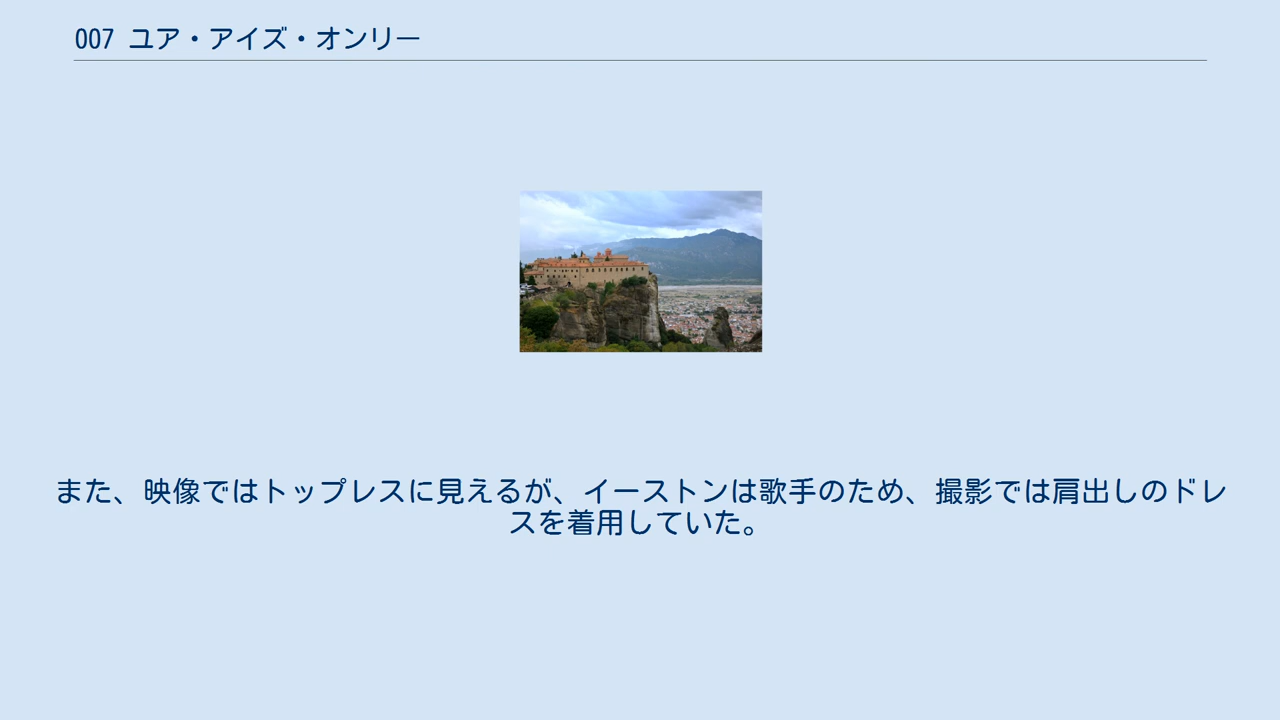 007 ユア・アイズ・オンリー
また、映像ではトップレスに見えるが、イーストンは歌手のため、撮影では肩出しのドレ
スを着用していた。